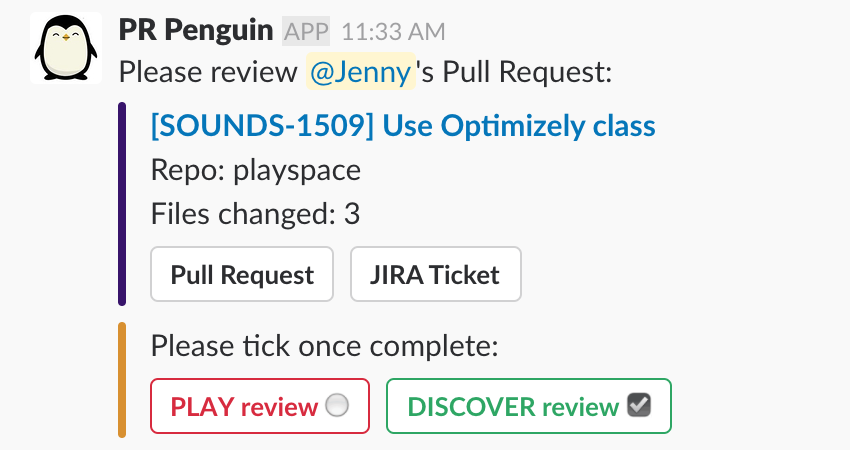 PR Penguin APP 11:33 AM
Please review @Jenny's Pull Request:
[SOUNDS-1509] Use Optimizely class
Repo: playspace
Files changed: 3
Pull Request JIRA Ticket
Please tick once complete:
PLAY review DISCOVER review